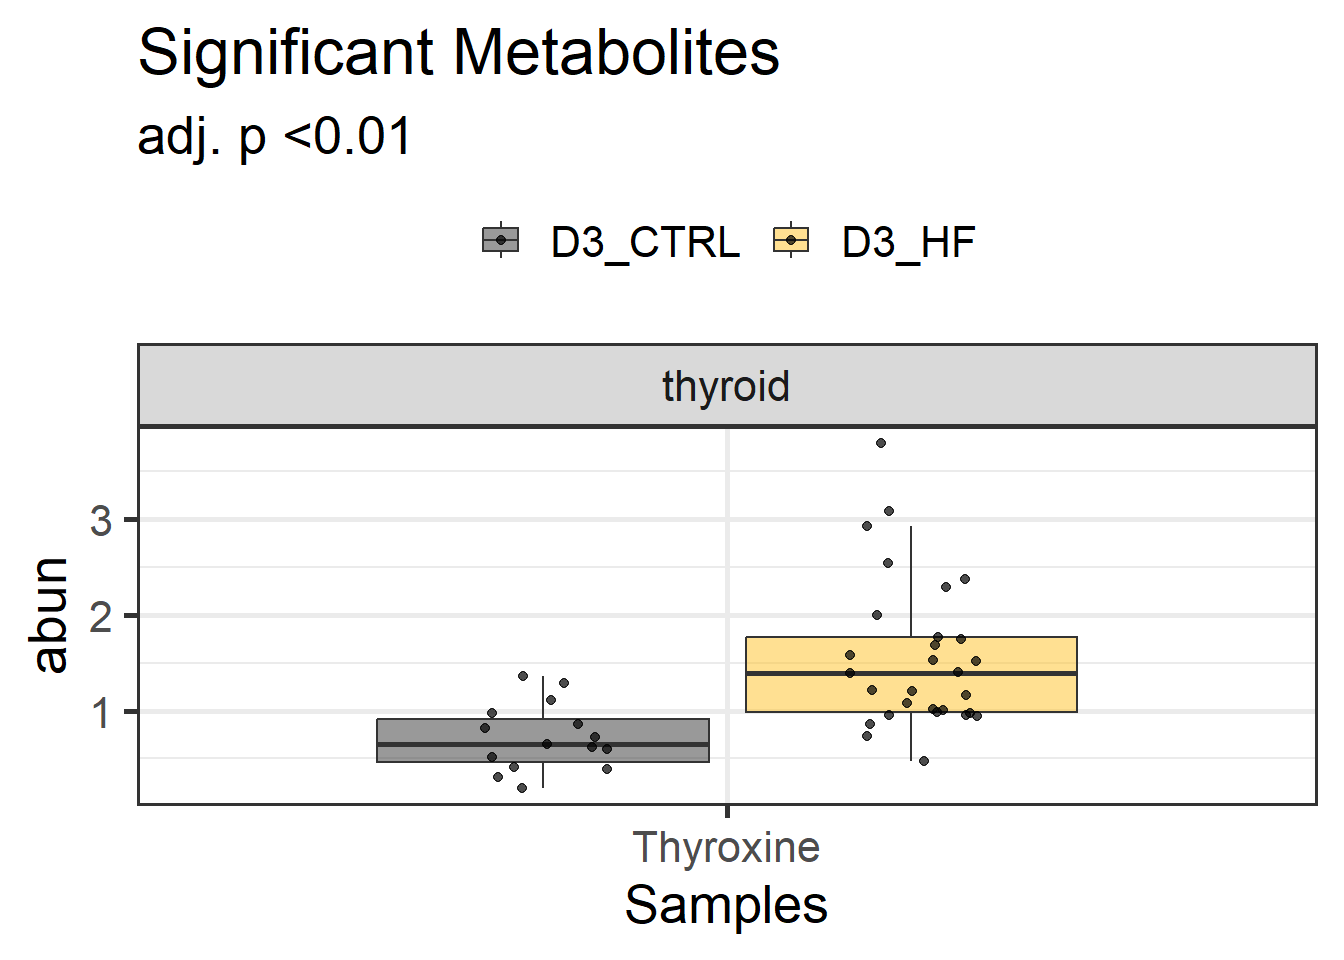 Significant Metabolites
adj. p <0.01
D3_CTRL D3_HF
thyroid
3
2
1
abun
Thyroxine
Samples